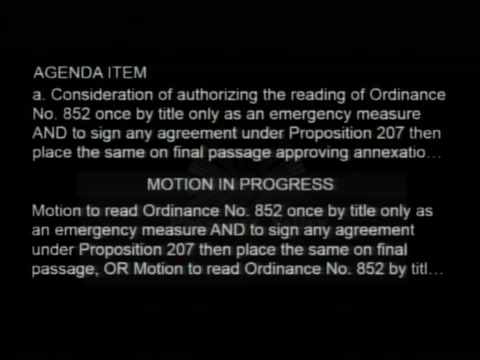 AGENDA ITEM
a. Consideration of authorizing the reading of Ordinance
No. 852 once by title only as an emergency measure
AND to sign any agreement under Proposition 207 then
place the same on final passage approving annexatio...
MOTION IN PROGRESS
Motion to read Ordinance No. 852 once by title only as
an emergency measure AND to sign any agreement
under Proposition 207 then place the same on final
passage, OR Motion to read Ordinance No. 852 by titl...